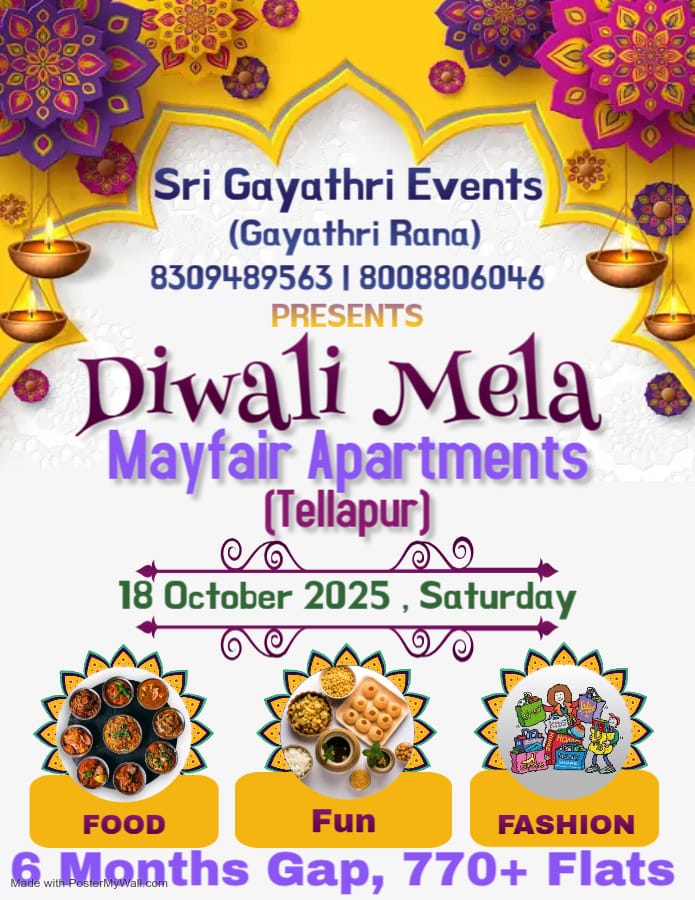 Sri Gayathri Events
(Gayathri Rana)
8309489563 | 8008806046
PRESENTS
Diwali Mela
Mayfair Apartments
(Tellapur)
18 October 2025 , Saturday
FOOD
Fun
FASHION
6 Months Gap, 770+ Flats
Made with PosterMyWall.com